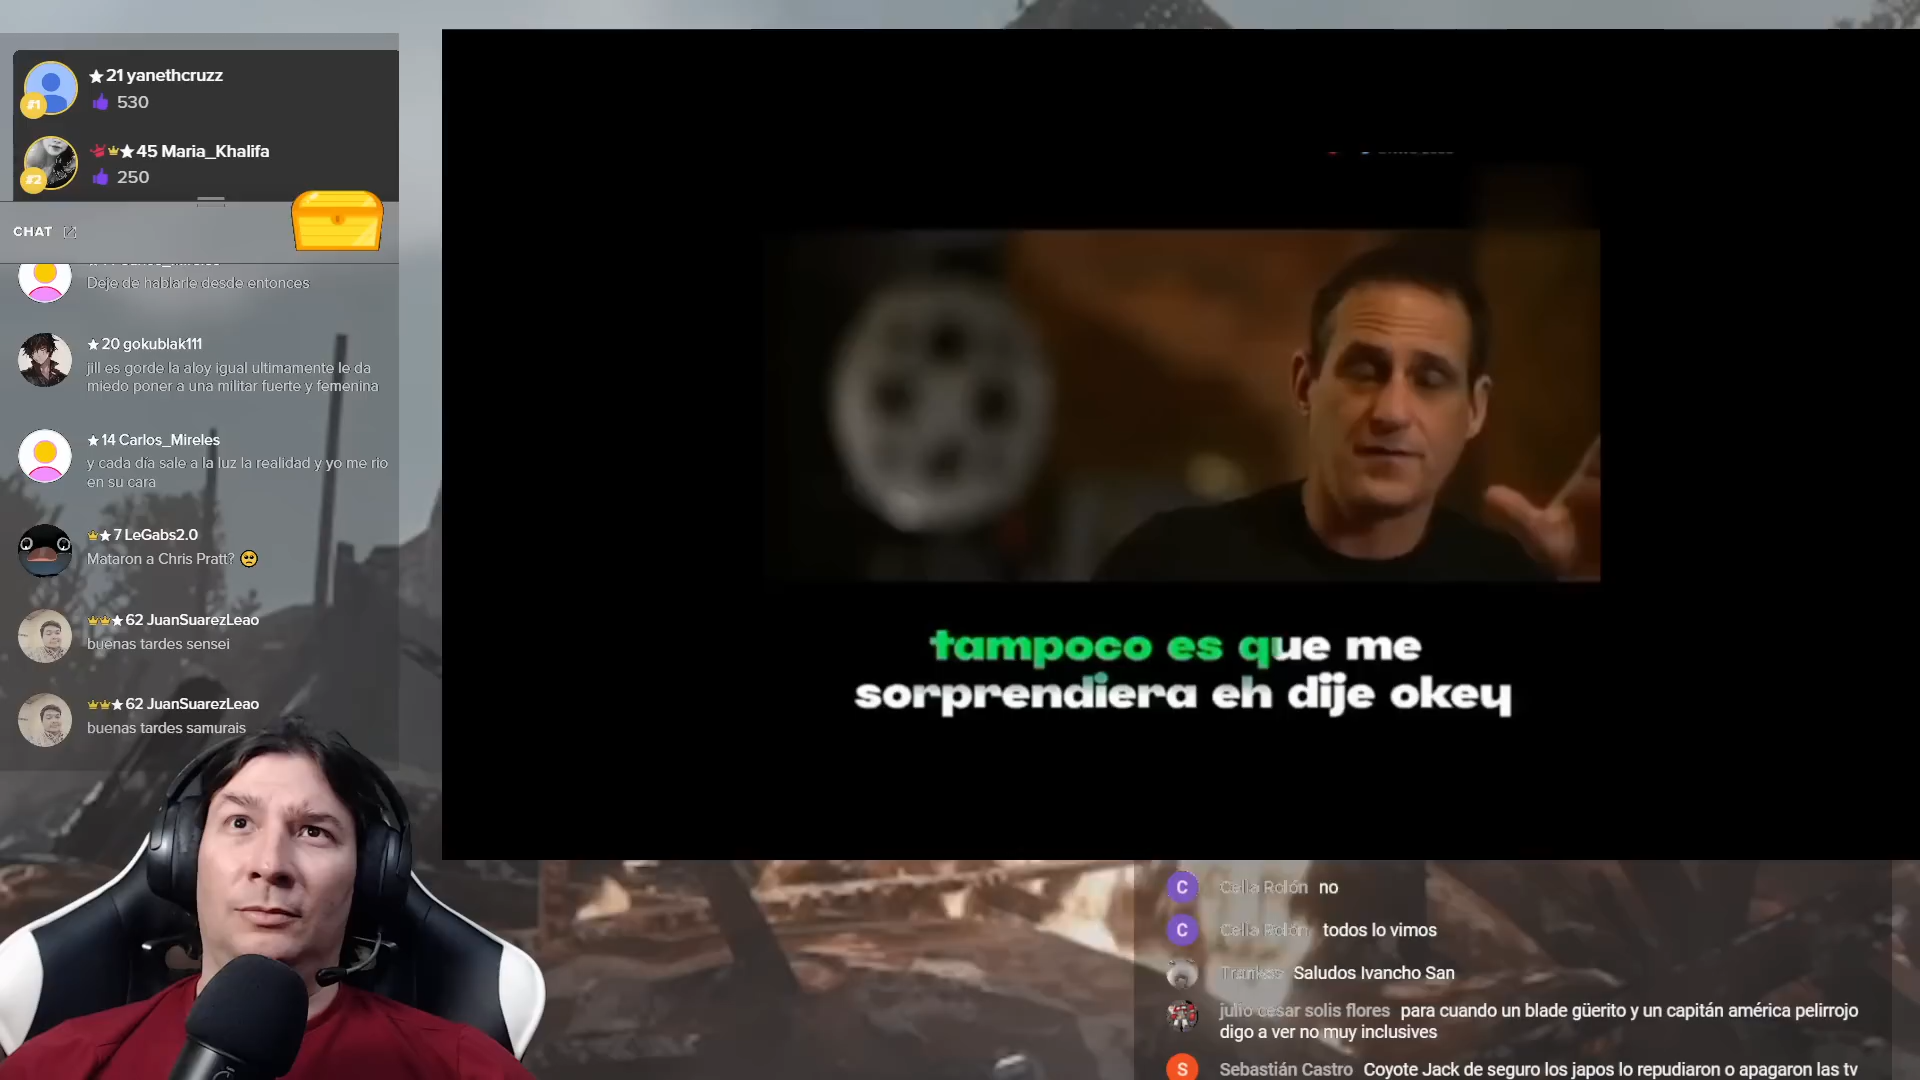 21 yanethcruzz
#1
530
45 Maria_Khalifa
#2
250
CHAT
Deje de hablarle desde entonces
20 gokublak111
jill es gorde la aloy igual ultimamente le da
miedo poner a una militar fuerte y femenina
14 Carlos_Mireles
y cada día sale a la luz la realidad y yo me rio
en su cara
7 LeGabs2.0
Mataron a Chris Pratt? 🥺
62 JuanSuarezLeao
buenas tardes sensei
62 JuanSuarezLeao
buenas tardes samurais
tampoco es que me
sorprendiera eh dije okey
C Celia Rolón no
C Celia Rolón todos lo vimos
Trunkss Saludos Ivancho San
julio cesar solis flores para cuando un blade güerito y un capitán américa pelirrojo
digo a ver no muy inclusives
S Sebastián Castro Coyote Jack de seguro los japos lo repudiaron o apagaron las tv